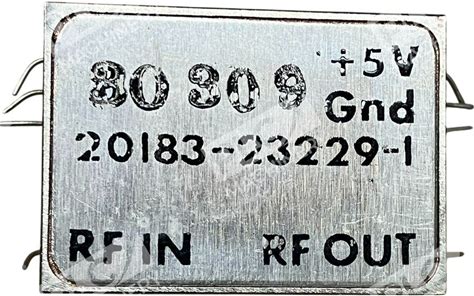 80 309 +5V
Gnd
20183-23229-1
RF IN RF OUT